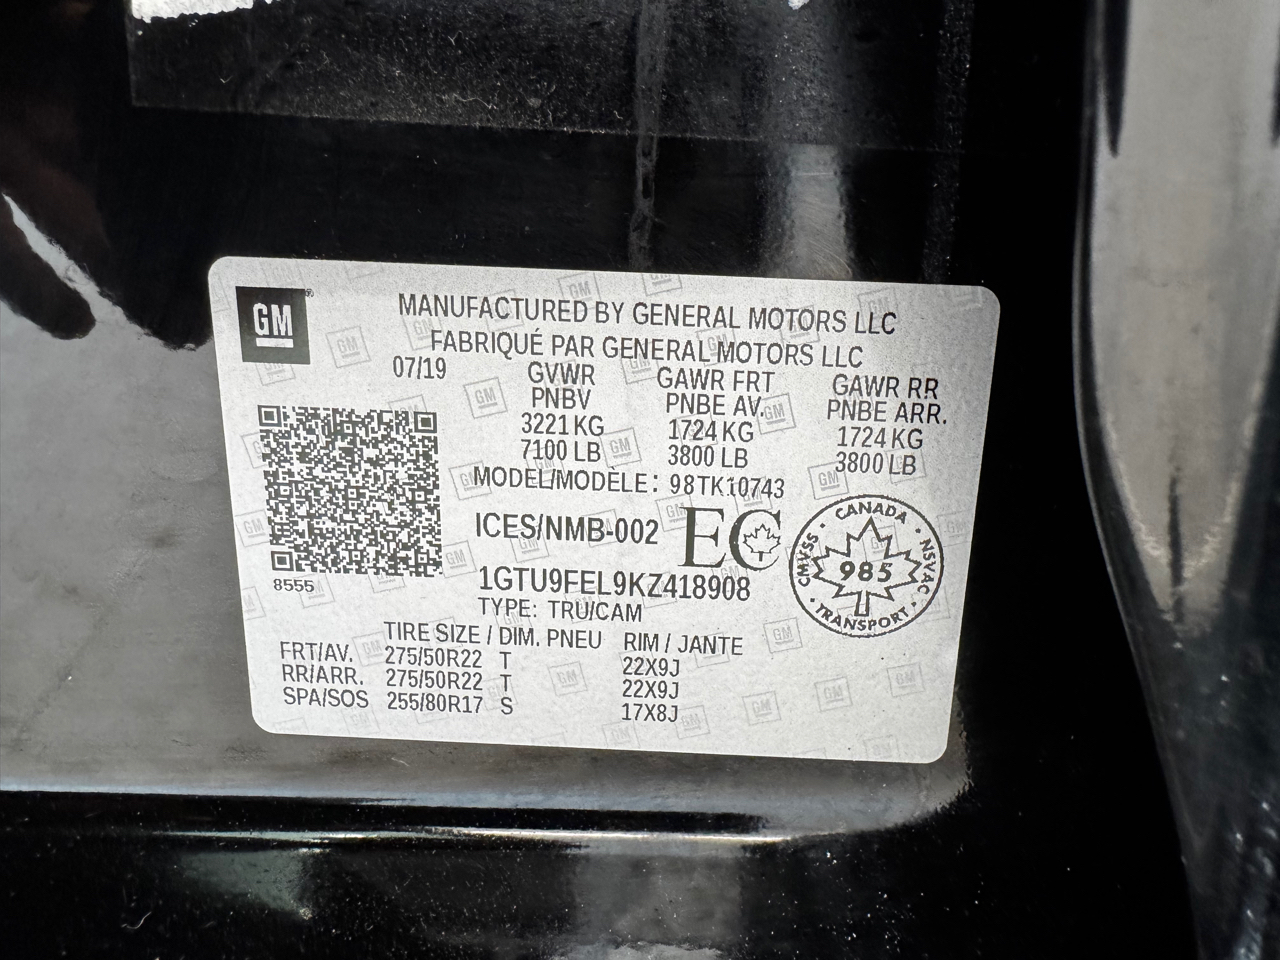 GM
MANUFACTURED BY GENERAL MOTORS LLC
FABRIQUÉ PAR GENERAL MOTORS LLC
07/19 GVWR GAWR FRT GAWR RR
PNBV PNBE AV. PNBE ARR.
3221 KG 1724 KG 1724 KG
7100 LB 3800 LB 3800 LB
MODEL/MODÈLE: 98TK10743
ICES/NMB-002 EC
CANADA
CMVSS 985 NSVAC
TRANSPORT
8555
1GTU9FEL9KZ418908
TYPE: TRU/CAM
TIRE SIZE / DIM. PNEU RIM / JANTE
FRT/AV. 275/50R22 T 22X9J
RR/ARR. 275/50R22 T 22X9J
SPA/SOS 255/80R17 S 17X8J